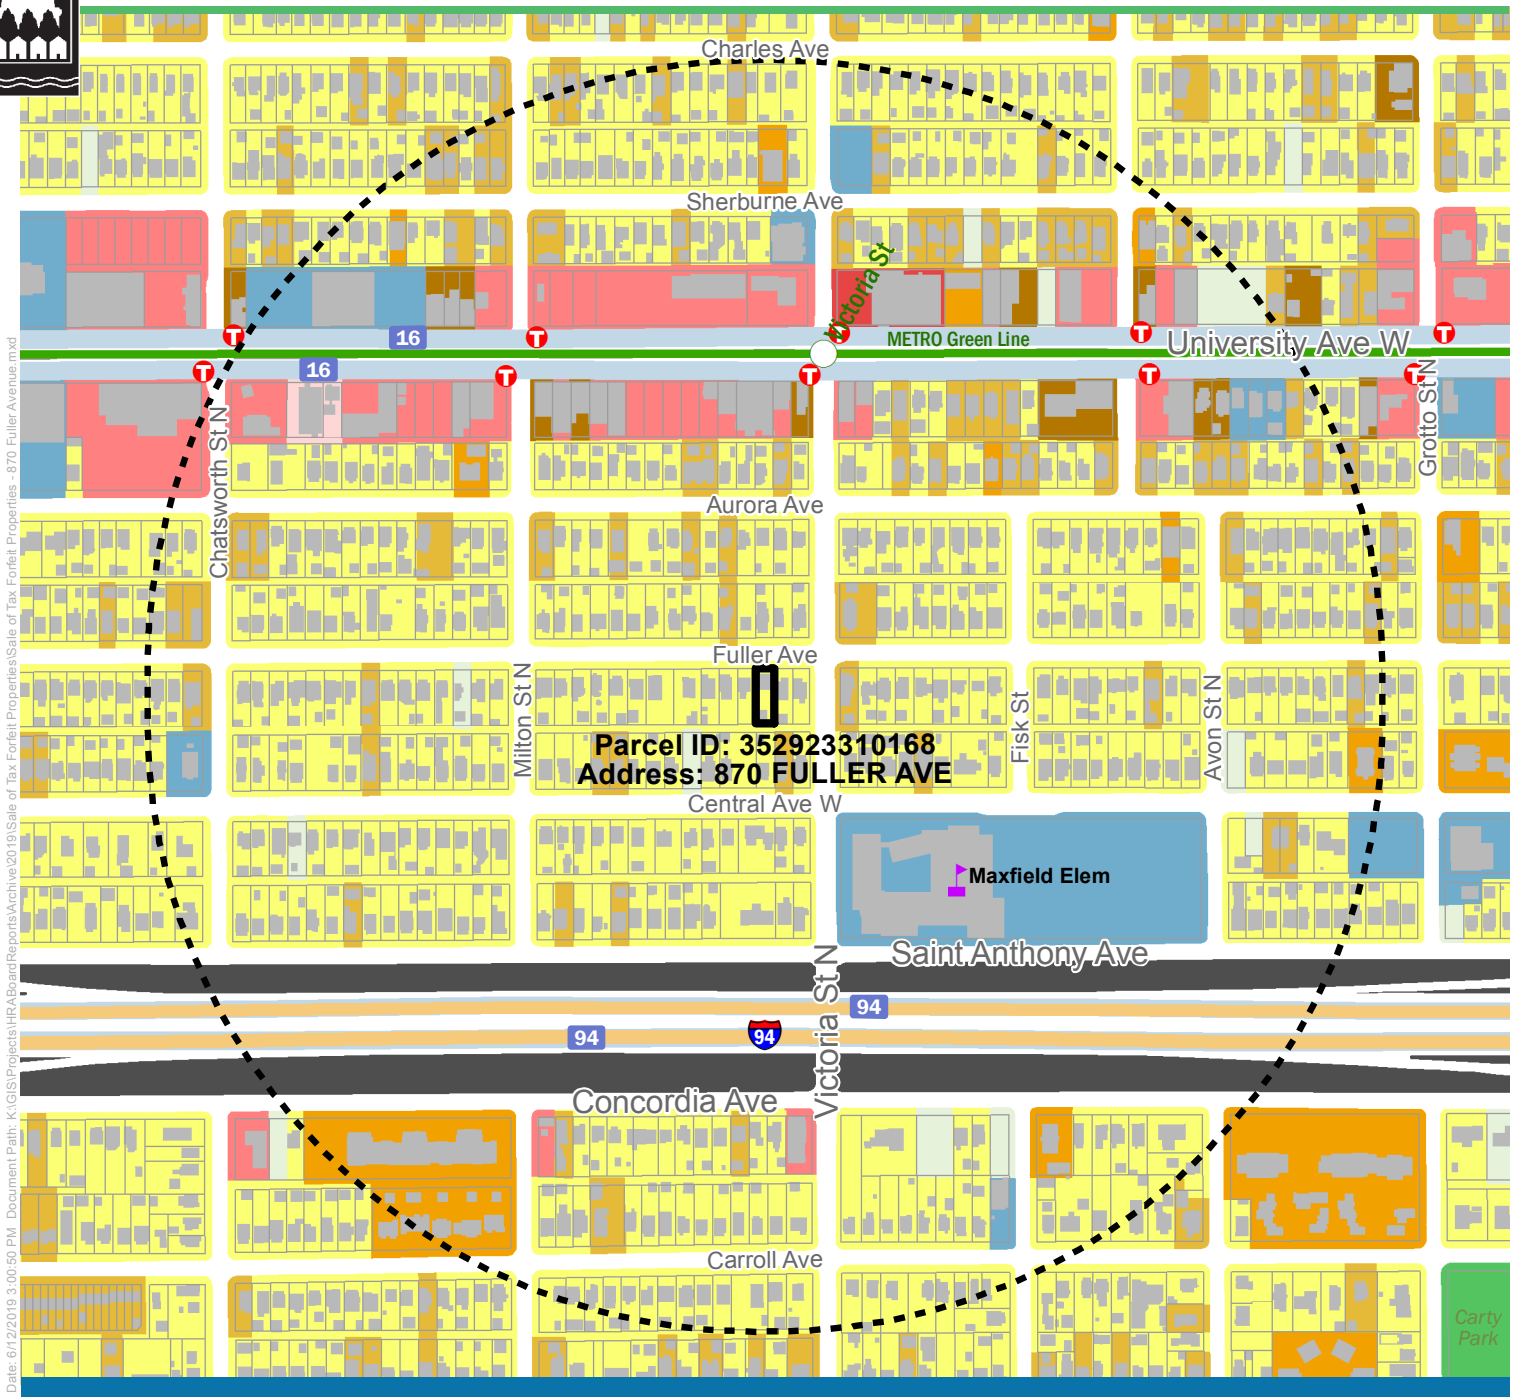 Charles Ave
Sherburne Ave
Victoria St
16
METRO Green Line
University Ave W
16
Chatsworth St N
Grotto St N
Aurora Ave
Fuller Ave
Milton St N
Fisk St
Avon St N
Parcel ID: 352923310168
Address: 870 FULLER AVE
Central Ave W
Maxfield Elem
Saint Anthony Ave
Victoria St N
94
94
94
Concordia Ave
Carroll Ave
Carty
Park
T
T
T
T
T
T
T
T
T
T
Date: 6/12/2019 3:00:50 PM Document Path: K:\GIS\Projects\HRABoardReports\Archive\2019\Sale of Tax Forfeit Properties\Sale of Tax Forfeit Properties - 870 Fuller Avenue.mxd